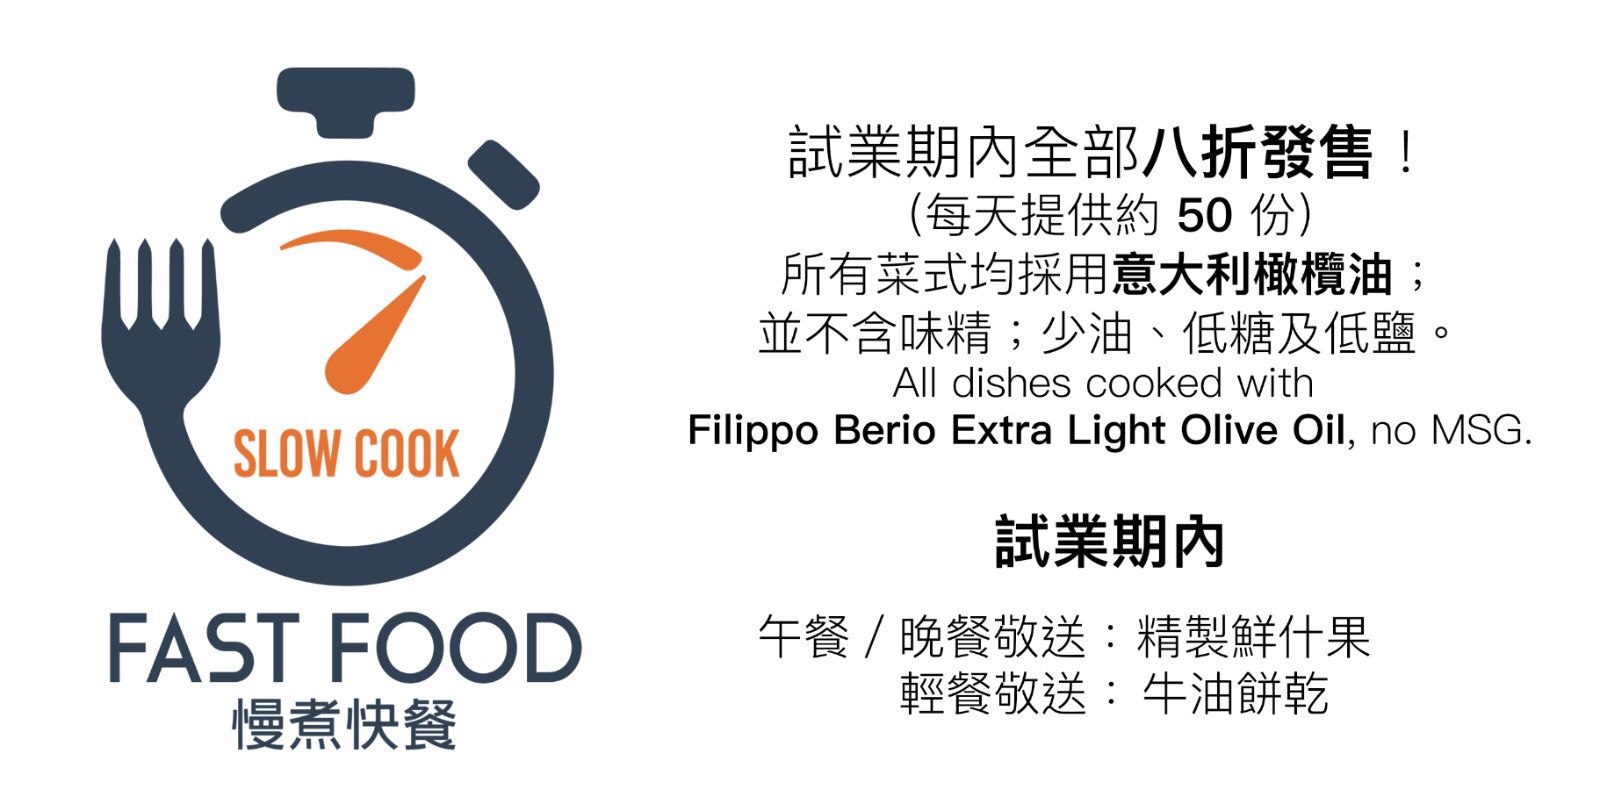 SLOW COOK
FAST FOOD
慢煮快餐
試業期內全部八折發售！
（每天提供約 50 份）
所有菜式均採用意大利橄欖油；
並不含味精；少油、低糖及低鹽。
All dishes cooked with
Filippo Berio Extra Light Olive Oil, no MSG.
試業期內
午餐 / 晚餐敬送：精製鮮什果
輕餐敬送：牛油餅乾